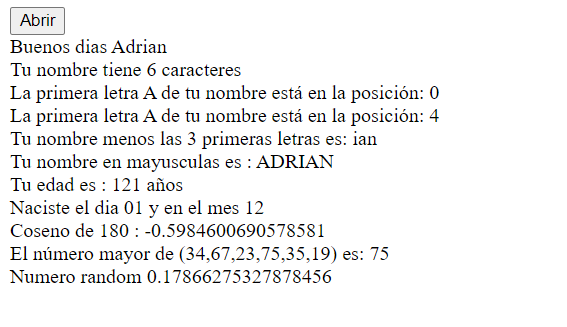 Abrir
Buenos dias Adrian
Tu nombre tiene 6 caracteres
La primera letra A de tu nombre está en la posición: 0
La primera letra A de tu nombre está en la posición: 4
Tu nombre menos las 3 primeras letras es: ian
Tu nombre en mayusculas es : ADRIAN
Tu edad es : 121 años
Naciste el dia 01 y en el mes 12
Coseno de 180 : -0.5984600690578581
El número mayor de (34,67,23,75,35,19) es: 75
Numero random 0.17866275327878456